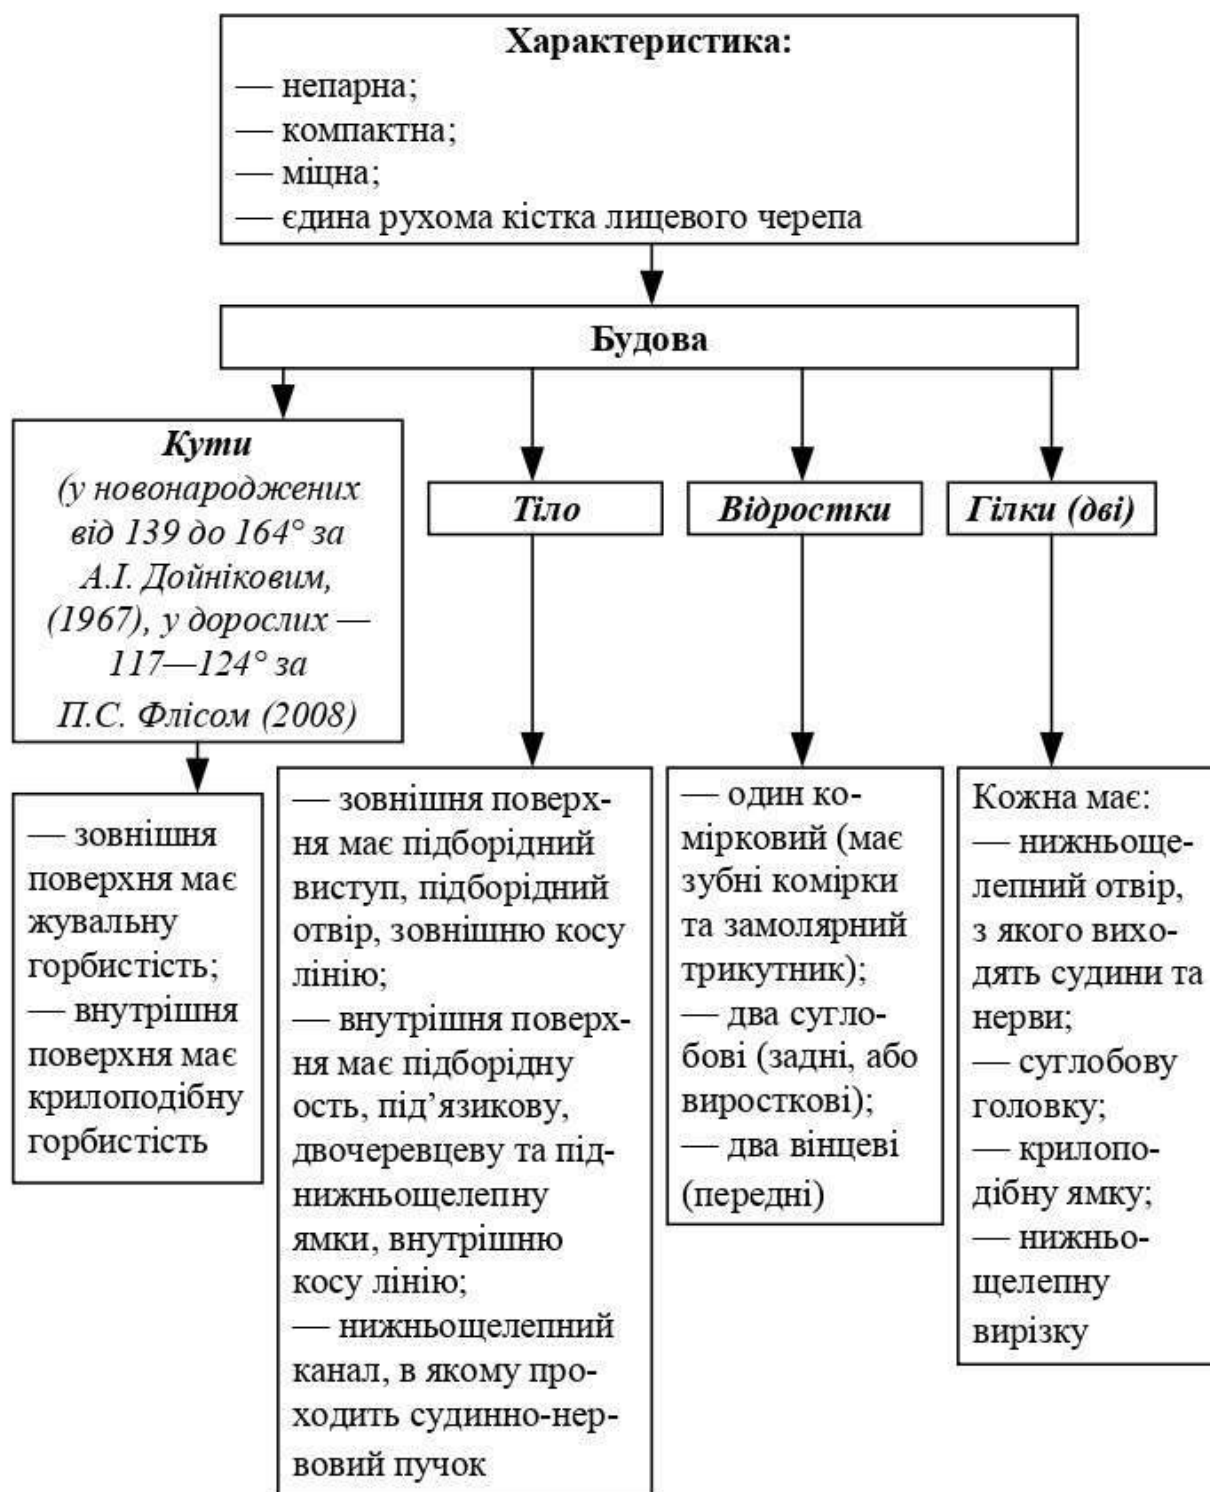 Характеристика:
— непарна;
— компактна;
— міцна;
— єдина рухома кістка лицевого черепа
Будова
Кути
(у новонароджених
від 139 до 164° за
А.І. Дойніковим,
(1967), у дорослих —
117—124° за
П.С. Флісом (2008)
Тіло
Відростки
Гілки (дві)
— зовнішня
поверхня має
жувальну
горбистість;
— внутрішня
поверхня має
крилоподібну
горбистість
— зовнішня поверх-
ня має підборідний
виступ, підборідний
отвір, зовнішню косу
лінію;
— внутрішня поверх-
ня має підборідну
ость, під’язикову,
двочеревцеву та під-
нижньощелепну
ямки, внутрішню
косу лінію;
— нижньощелепний
канал, в якому про-
ходить судинно-нер-
вовий пучок
— один ко-
мірковий (має
зубні комірки
та замолярний
трикутник);
— два сугло-
бові (задні, або
виросткові);
— два вінцеві
(передні)
Кожна має:
— нижньоще-
лепний отвір,
з якого вихо-
дять судини та
нерви;
— суглобову
головку;
— крилопо-
дібну ямку;
— нижньо-
щелепну
вирізку